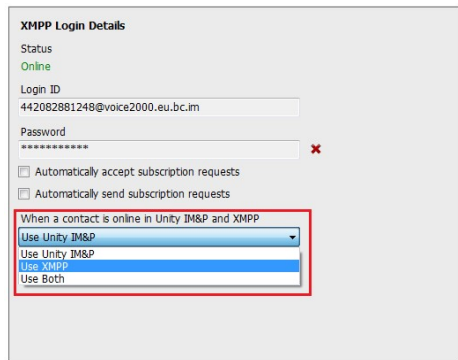 XMPP Login Details
Status
Online
Login ID
442082881248@voice2000.eu.bc.im
Password
***********
Automatically accept subscription requests
Automatically send subscription requests
When a contact is online in Unity IM&P and XMPP
Use Unity IM&P
Use Unity IM&P
Use XMPP
Use Both